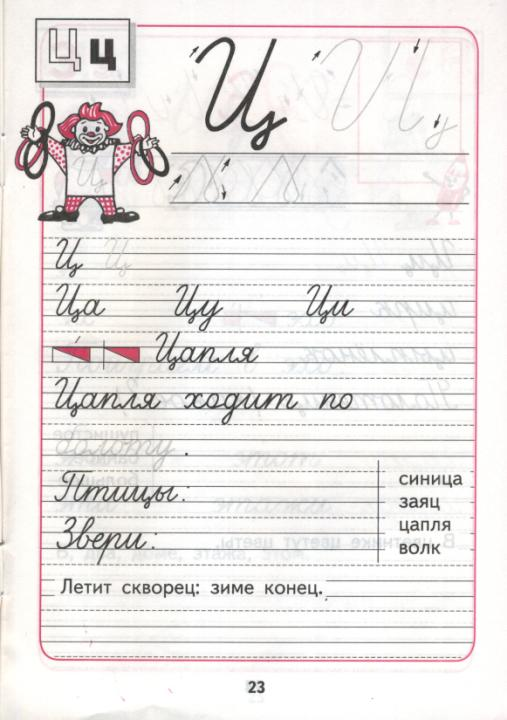 Ц ц
Ц
Ц Ц
Ца Цу Ци
Цапля
Цапля ходит по
болоту.
Птицы:
Звери:
синица
заяц
цапля
волк
Летит скворец: зиме конец.
23